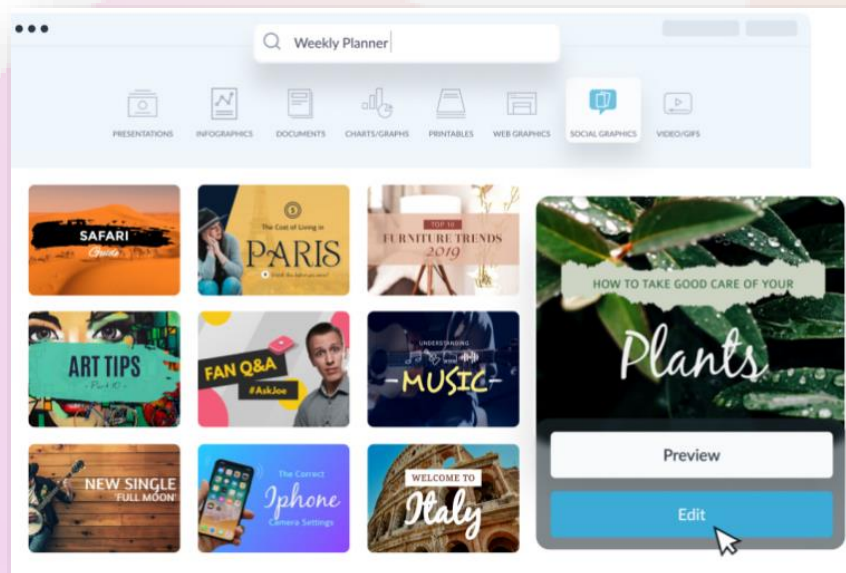 Weekly Planner
PRESENTATIONS
INFOGRAPHICS
DOCUMENTS
CHARTS/GRAPHS
PRINTABLES
WEB GRAPHICS
SOCIAL GRAPHICS
VIDEO/GIFS
SAFARI
Guide
The Cost of Living in
PARIS
TOP 10
FURNITURE TRENDS
2019
HOW TO TAKE GOOD CARE OF YOUR
Plants
ART TIPS
- Part 10 -
FAN Q&A
#AskJoe
UNDERSTANDING
-MUSIC-
NEW SINGLE
'FULL MOON'
The Correct
Iphone
Camera Settings
WELCOME TO
Italy
Preview
Edit